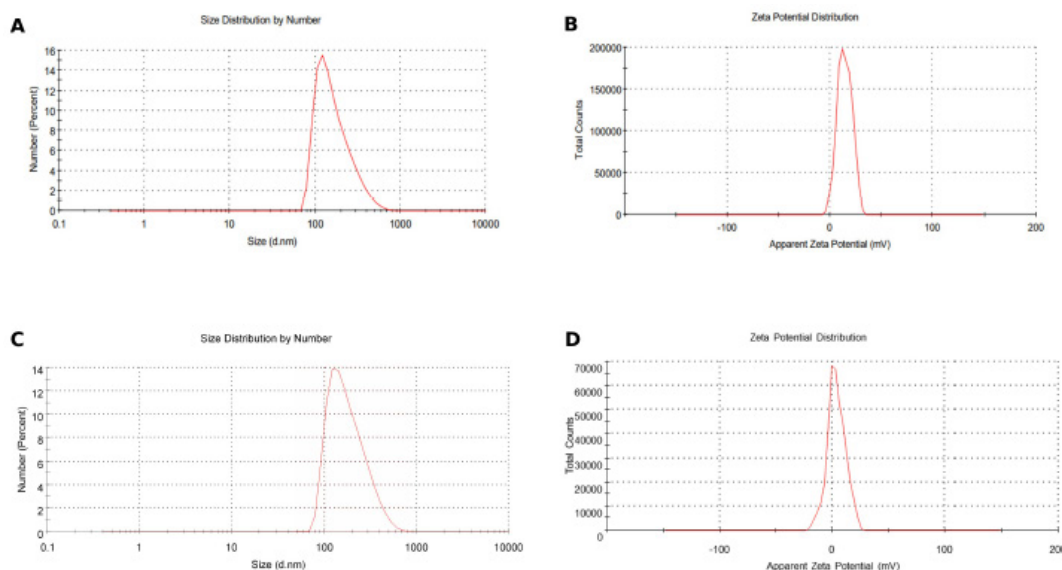 A
Size Distribution by Number
Number (Percent)
16
14
12
10
8
6
4
2
0
0.1 1 10 100 1000 10000
Size (d.nm)
B
Zeta Potential Distribution
Total Counts
200000
150000
100000
50000
0
-100 0 100 200
Apparent Zeta Potential (mV)
C
Size Distribution by Number
Number (Percent)
14
12
10
8
6
4
2
0
0.1 1 10 100 1000 10000
Size (d.nm)
D
Zeta Potential Distribution
Total Counts
70000
60000
50000
40000
30000
20000
10000
0
-100 0 100 200
Apparent Zeta Potential (mV)